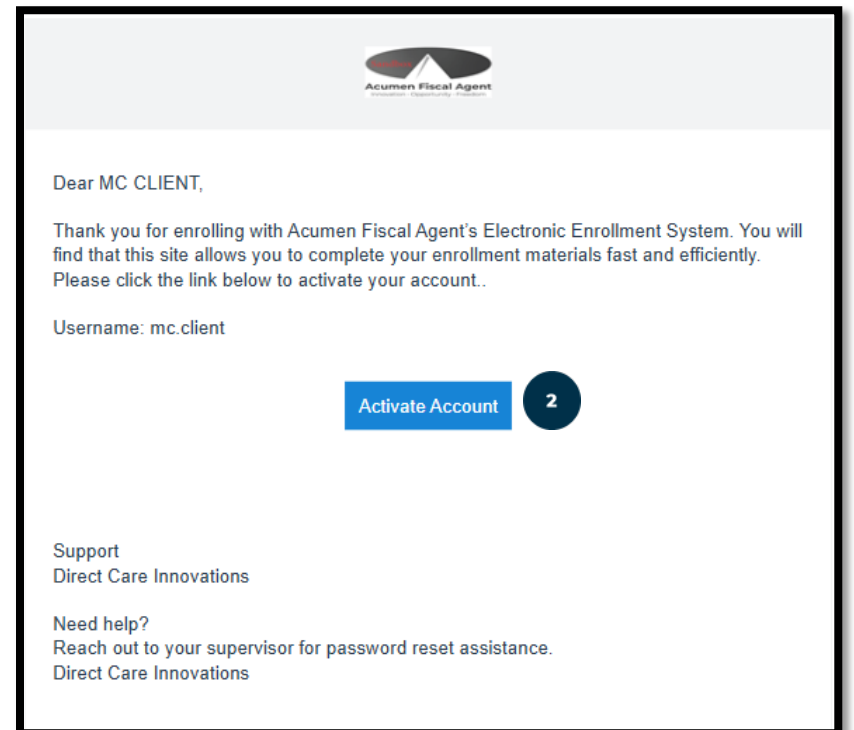 Acumen Fiscal Agent
Innovation - Opportunity - Freedom
Dear MC CLIENT,
Thank you for enrolling with Acumen Fiscal Agent’s Electronic Enrollment System. You will
find that this site allows you to complete your enrollment materials fast and efficiently.
Please click the link below to activate your account..
Username: mc.client
Activate Account
2
Support
Direct Care Innovations
Need help?
Reach out to your supervisor for password reset assistance.
Direct Care Innovations